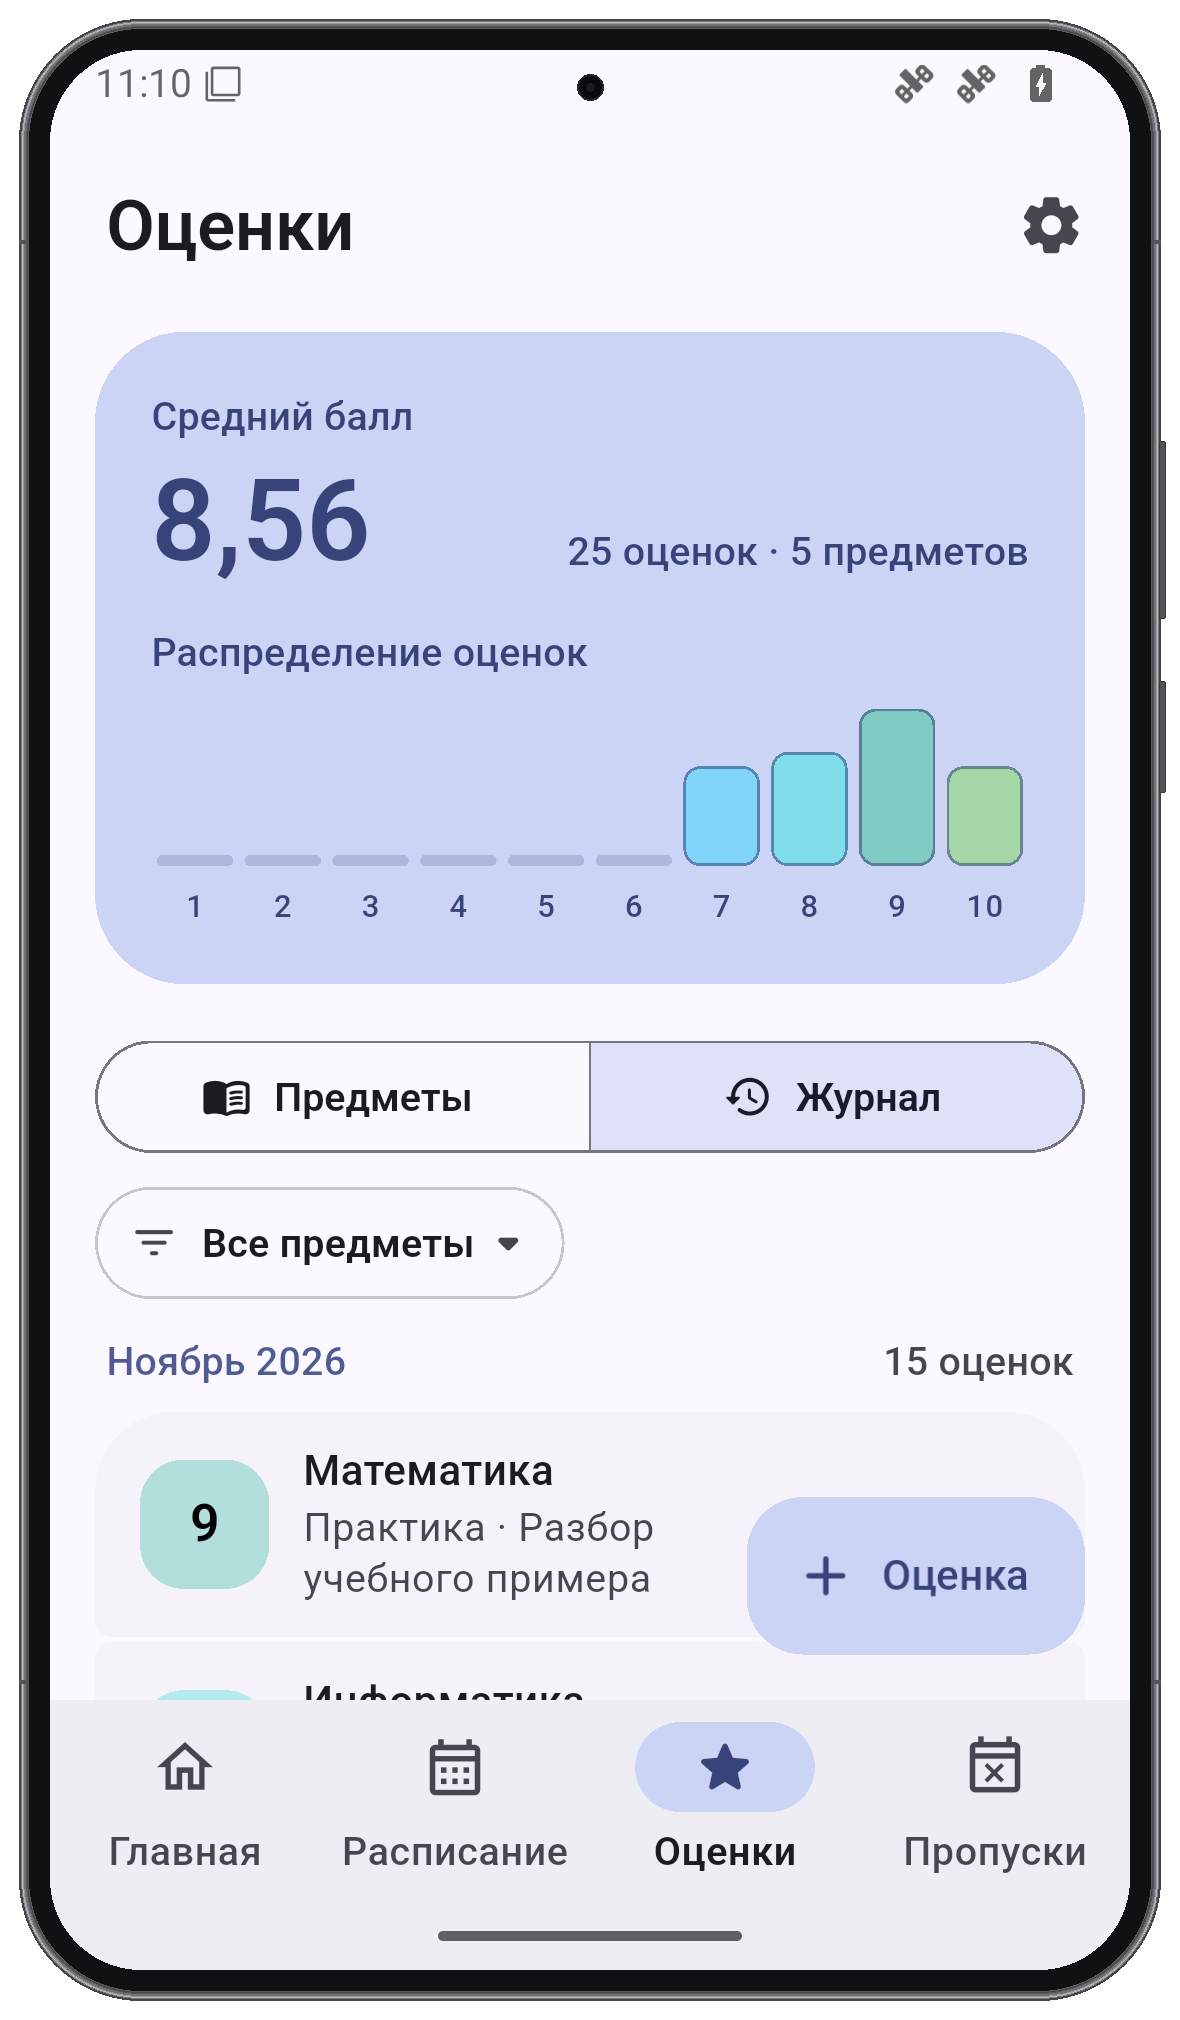 11:10
Оценки
Средний балл
8,56
25 оценок · 5 предметов
Распределение оценок
1 2 3 4 5 6 7 8 9 10
Предметы
Журнал
Все предметы
Ноябрь 2026
15 оценок
9
Математика
Практика · Разбор
учебного примера
+ Оценка
Информатика
Главная
Расписание
Оценки
Пропуски